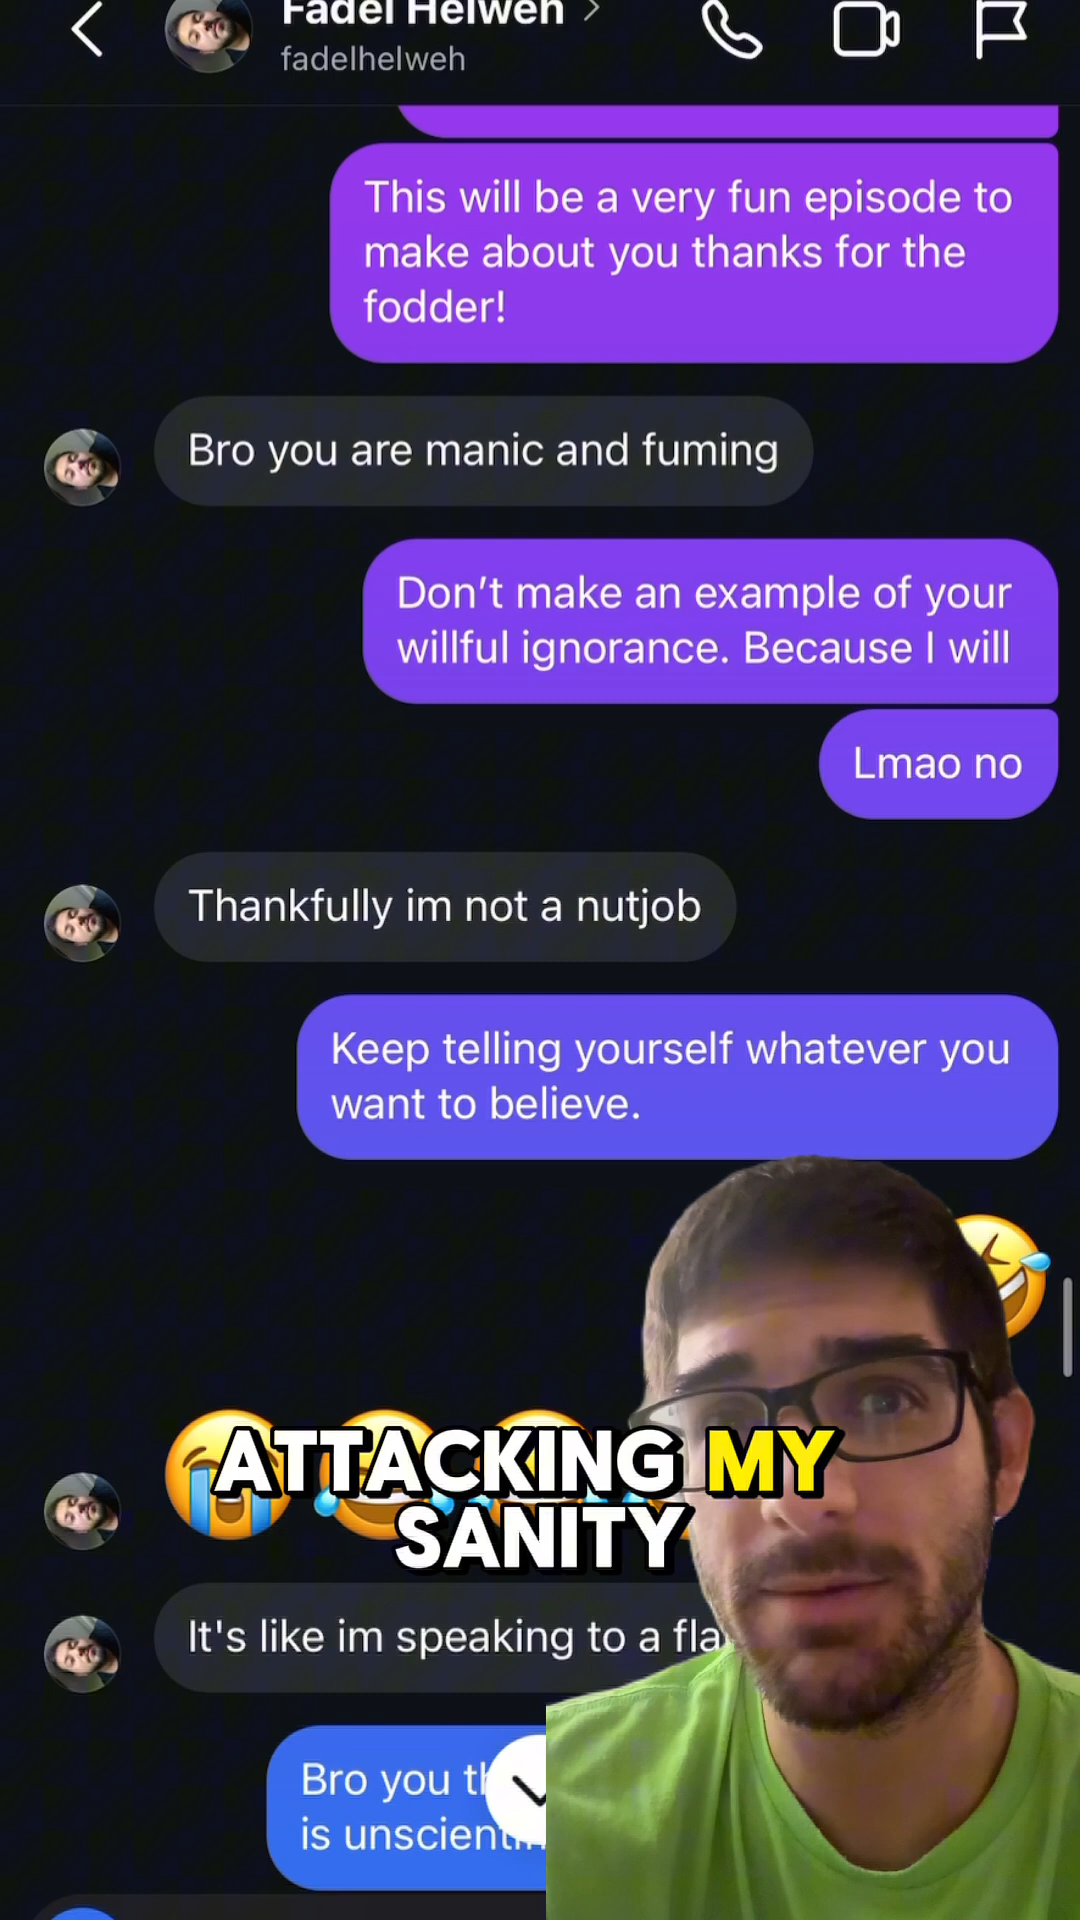 Fadel Helweh
fadelhelweh
This will be a very fun episode to
make about you thanks for the
fodder!
Bro you are manic and fuming
Don't make an example of your
willful ignorance. Because I will
Lmao no
Thankfully im not a nutjob
Keep telling yourself whatever you
want to believe.
ATTACKING MY
SANITY
It's like im speaking to a
Bro you
is